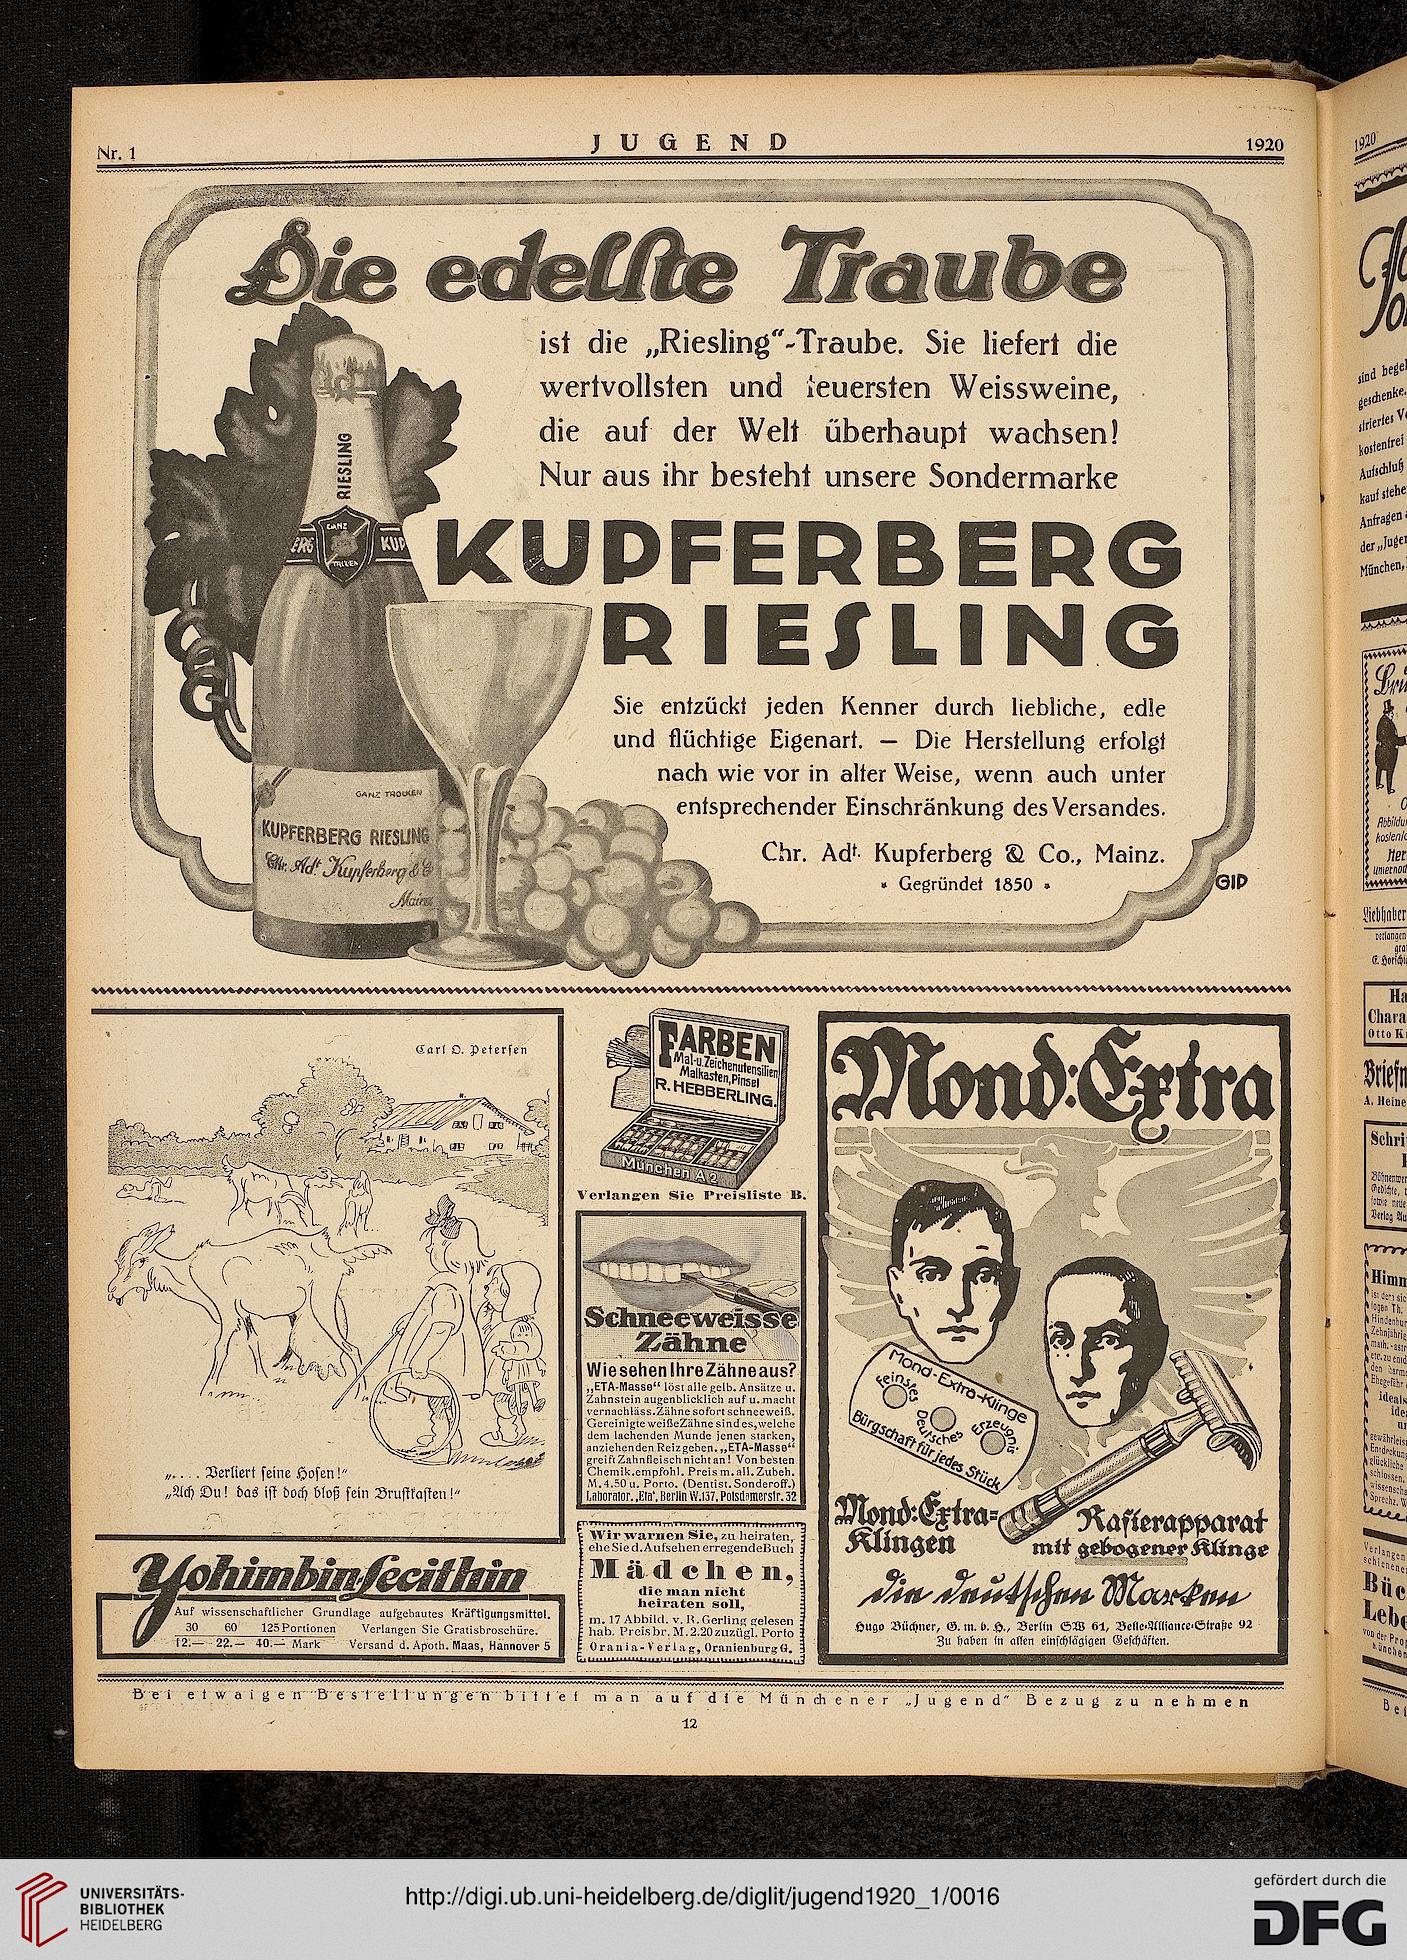 Nr. 1
JUGEND
1920
Die edelste Traube
ist die „Riesling“-Traube. Sie liefert die
wertvollsten und teuersten Weissweine,
die auf der Welt überhaupt wachsen!
Nur aus ihr besteht unsere Sondermarke
KUPFERBERG
RIESLING
RIESLING
GANZ
ERG
KUP
TROCKEN
Sie entzückt jeden Kenner durch liebliche, edle
und flüchtige Eigenart. — Die Herstellung erfolgt
nach wie vor in alter Weise, wenn auch unter
entsprechender Einschränkung des Versandes.
Chr. Adt. Kupferberg & Co., Mainz.
Gegründet 1850
GID
GANZ TROCKEN
KUPFERBERG RIESLING
Chr. Adt. Kupferberg & Co
Mainz
Carl O. Petersen
„.... Verliert seine Hosen!“
„Ach Du! das ist doch bloß sein Brustkasten!“
Yohimbin-Lecithin
Auf wissenschaftlicher Grundlage aufgebautes Kräftigungsmittel.
30 60 125 Portionen Verlangen Sie Gratisbroschüre.
12.— 22.— 40.— Mark Versand d. Apoth. Maas, Hannover 5
FARBEN
Mal-u. Zeichenutensilien
Malkasten, Pinsel
R. HEBBERLING.
München A 2
Verlangen Sie Preisliste B.
Schneeweisse
Zähne
Wie sehen Ihre Zähne aus?
„ETA-Masse“ löst alle gelb. Ansätze u.
Zahnstein augenblicklich auf u. macht
vernachläss. Zähne sofort schneeweiß.
Gereinigte weiße Zähne sind es, welche
dem lachenden Munde jenen starken,
anziehenden Reiz geben. „ETA-Masse“
greift Zahnfleisch nicht an! Von besten
Chemik. empfohl. Preis m. all. Zubeh.
M. 4.50 u. Porto. (Dentist. Sonderoff.)
Laborator. „Eta“, Berlin W. 137, Potsdamerstr. 32
Wir warnen Sie, zu heiraten,
ehe Sie d. Aufsehen erregende Buch
Mädchen,
die man nicht
heiraten soll,
m. 17 Abbild. v. R. Gerling gelesen
hab. Preis br. M. 2.20 zuzügl. Porto
Orania-Verlag, Oranienburg G.
Mond-Extra
Mond-Extra-Klinge
Feinstes
Deutsches
Erzeugnis
Bürgschaft für jedes Stück
Mond-Extra-
Klingen
Rasierapparat
mit gebogener Klinge
die deutschen Marken
Hugo Büchner, G. m. b. H., Berlin SW 61, Belle-Alliance-Straße 92
Zu haben in allen einschlägigen Geschäften.
Bei etwaigen Bestellungen bittet man auf die Münchener „Jugend“ Bezug zu nehmen
12
1920
sind
geschenke.
kostenfrei
Aufschluß
Anfragen
München,
Otto
UNIVERSITÄTS-
BIBLIOTHEK
HEIDELBERG
http://digi.ub.uni-heidelberg.de/diglit/jugend1920_1/0016
gefördert durch die
DFG